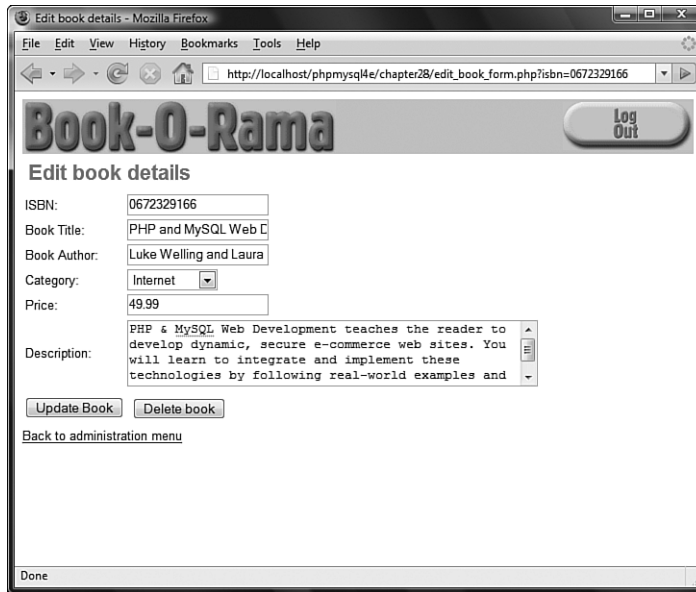 Edit book details - Mozilla Firefox
File Edit View History Bookmarks Tools Help
http://localhost/phpmysql4e/chapter28/edit_book_form.php?isbn=0672329166
Book-O-Rama
Log Out
Edit book details
ISBN: 0672329166
Book Title: PHP and MySQL Web D
Book Author: Luke Welling and Laura
Category: Internet
Price: 49.99
Description:
PHP & MySQL Web Development teaches the reader to
develop dynamic, secure e-commerce web sites. You
will learn to integrate and implement these
technologies by following real-world examples and
Update Book Delete book
Back to administration menu
Done